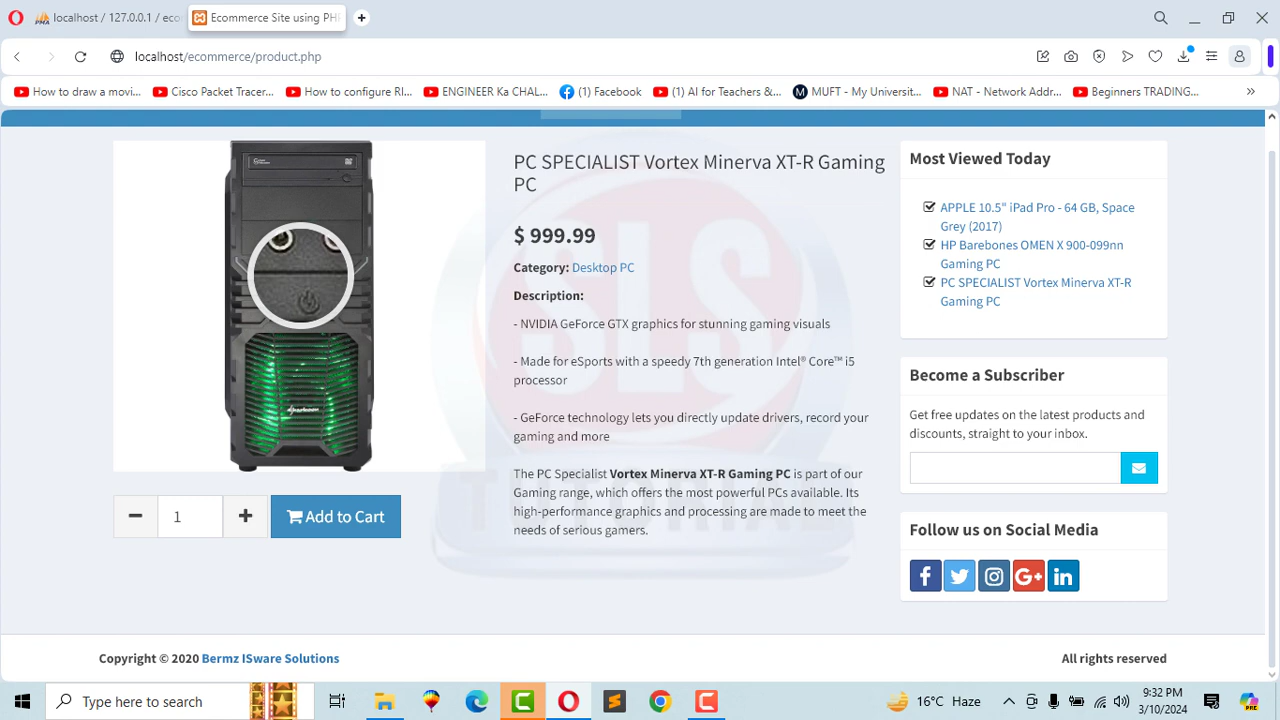 localhost / 127.0.0.1 / eco
Ecommerce Site using PH
localhost/ecommerce/product.php
How to draw a movi...
Cisco Packet Tracer...
How to configure RI...
ENGINEER Ka CHAL...
(1) Facebook
(1) AI for Teachers &...
MUFT - My Universit...
NAT - Network Addr...
Beginners TRADING...
PC SPECIALIST Vortex Minerva XT-R Gaming
PC
$ 999.99
Category: Desktop PC
Description:
- NVIDIA GeForce GTX graphics for stunning gaming visuals
- Made for eSports with a speedy 7th generation Intel® Core™ i5
processor
- GeForce technology lets you directly update drivers, record your
gaming and more
The PC Specialist Vortex Minerva XT-R Gaming PC is part of our
Gaming range, which offers the most powerful PCs available. Its
high-performance graphics and processing are made to meet the
needs of serious gamers.
1
Add to Cart
Most Viewed Today
APPLE 10.5" iPad Pro - 64 GB, Space
Grey (2017)
HP Barebones OMEN X 900-099nn
Gaming PC
PC SPECIALIST Vortex Minerva XT-R
Gaming PC
Become a Subscriber
Get free updates on the latest products and
discounts, straight to your inbox.
Follow us on Social Media
Copyright © 2020 Bermz ISware Solutions
All rights reserved
Type here to search
16°C Haze
9:32 PM
3/10/2024